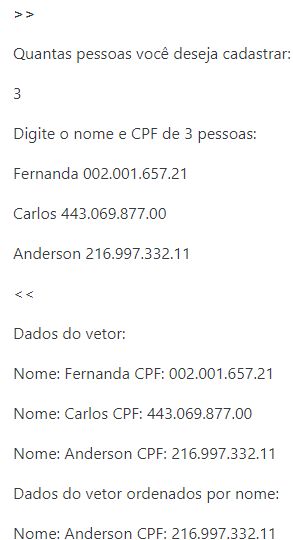 >>
Quantas pessoas você deseja cadastrar:
3
Digite o nome e CPF de 3 pessoas:
Fernanda 002.001.657.21
Carlos 443.069.877.00
Anderson 216.997.332.11
<<
Dados do vetor:
Nome: Fernanda CPF: 002.001.657.21
Nome: Carlos CPF: 443.069.877.00
Nome: Anderson CPF: 216.997.332.11
Dados do vetor ordenados por nome:
Nome: Anderson CPF: 216.997.332.11